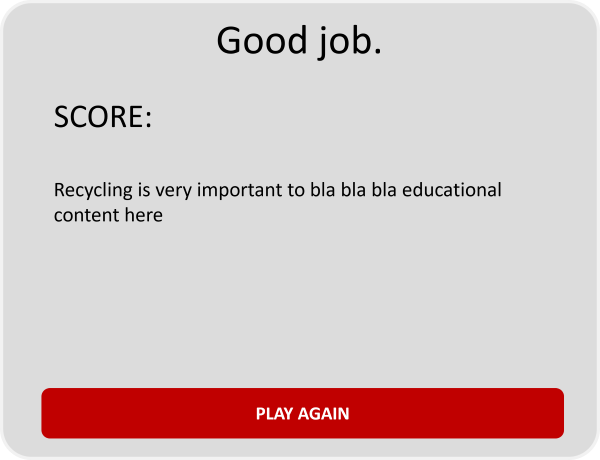 Good job.
SCORE:
Recycling is very important to bla bla bla educational
content here
PLAY AGAIN